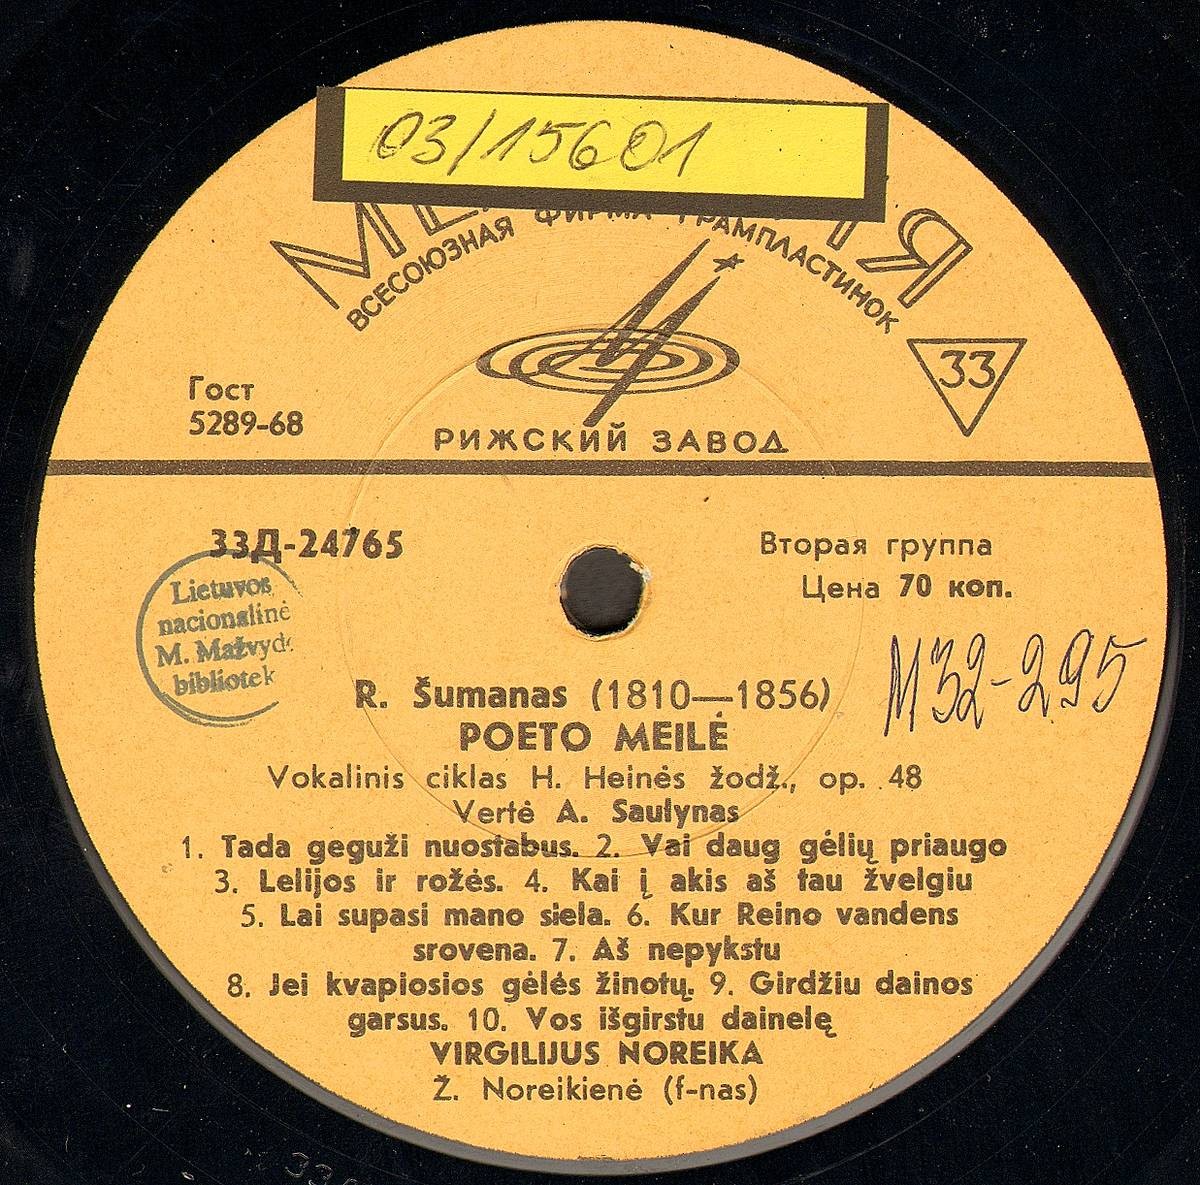 03/15601
ВСЕСОЮЗНАЯ ФИРМА ГРАМПЛАСТИНОК
33
Гост
5289-68
РИЖСКИЙ ЗАВОД
33Д-24765
Вторая группа
Цена 70 коп.
Lietuvos
nacionalinė
M. Mažvydo
bibliotek
М32-295
R. Šumanas (1810—1856)
POETO MEILĖ
Vokalinis ciklas H. Heinės žodž., op. 48
Vertė A. Saulynas
1. Tada gegužį nuostabus. 2. Vai daug gėlių priaugo
3. Lelijos ir rožės. 4. Kai į akis aš tau žvelgiu
5. Lai supasi mano siela. 6. Kur Reino vandens
srovena. 7. Aš nepykstu
8. Jei kvapiosios gėlės žinotų. 9. Girdžiu dainos
garsus. 10. Vos išgirstu dainelę
VIRGILIJUS NOREIKA
Ž. Noreikienė (f-nas)